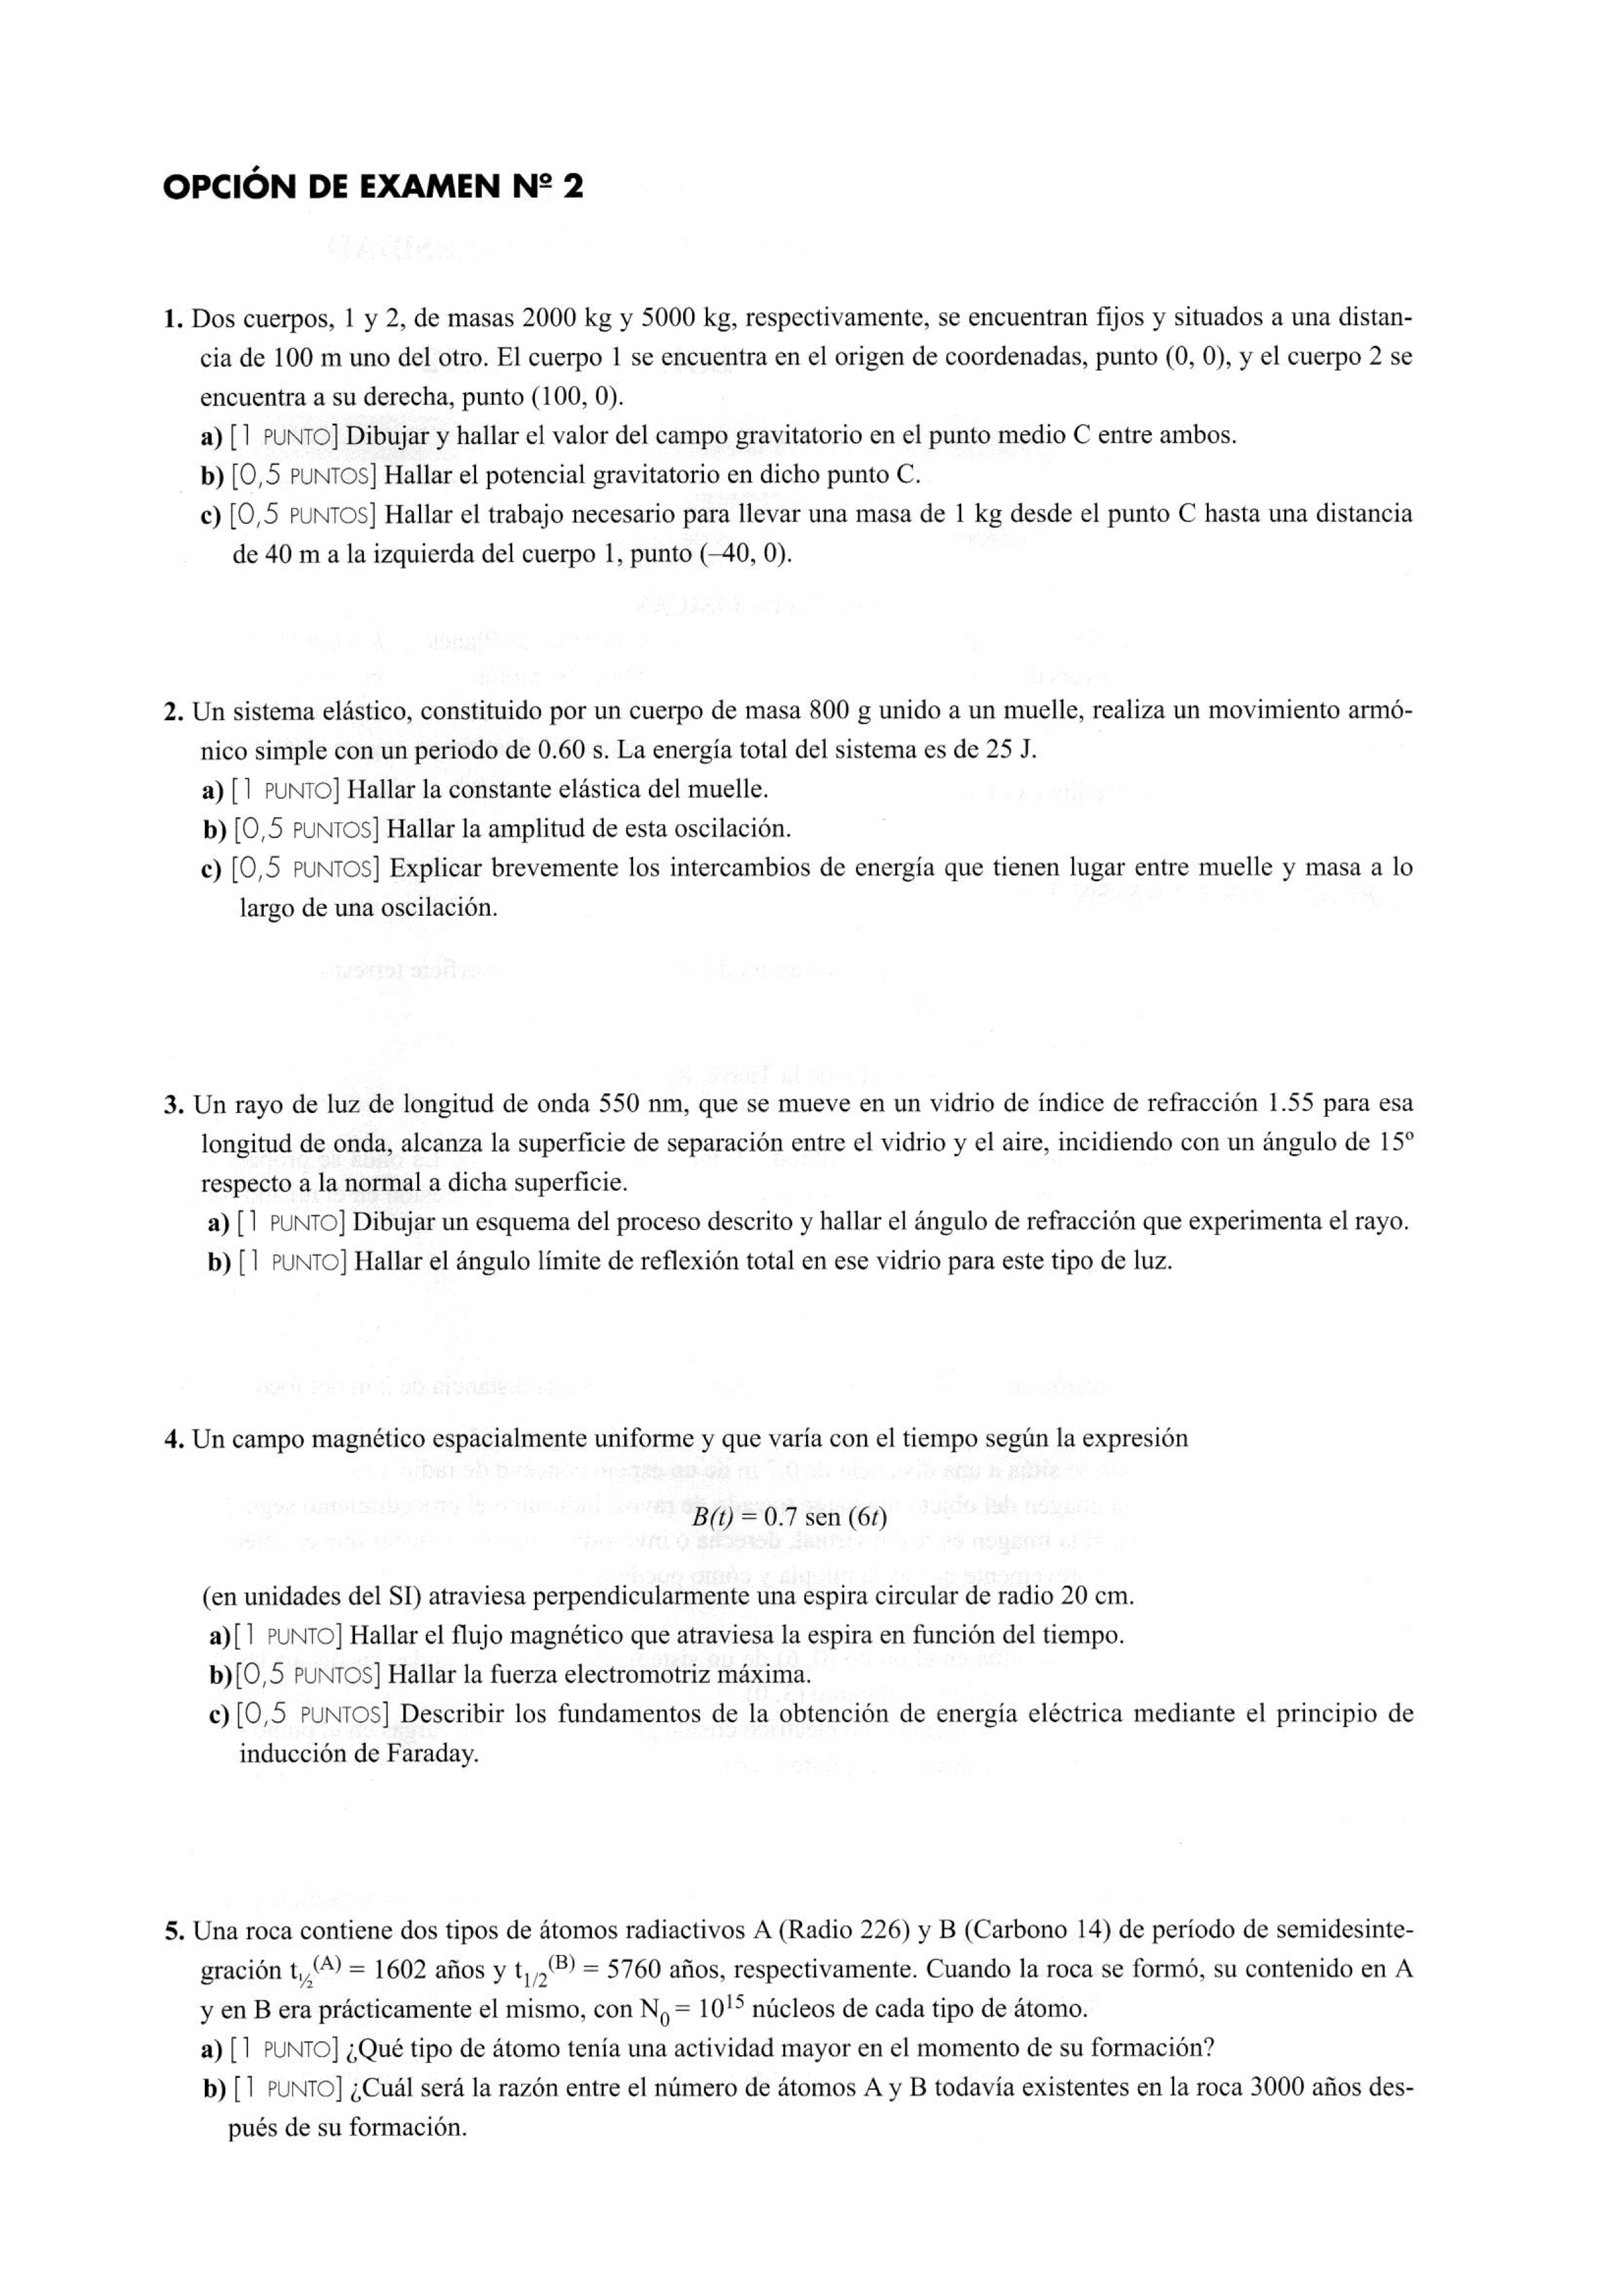 OPCIÓN DE EXAMEN Nº 2
1. Dos cuerpos, 1 y 2, de masas 2000 kg y 5000 kg, respectivamente, se encuentran fijos y situados a una distan-
cia de 100 m uno del otro. El cuerpo 1 se encuentra en el origen de coordenadas, punto (0, 0), y el cuerpo 2 se
encuentra a su derecha, punto (100, 0).
a) [1 PUNTO] Dibujar y hallar el valor del campo gravitatorio en el punto medio C entre ambos.
b) [0,5 PUNTOS] Hallar el potencial gravitatorio en dicho punto C.
c) [0,5 PUNTOS] Hallar el trabajo necesario para llevar una masa de 1 kg desde el punto C hasta una distancia
de 40 m a la izquierda del cuerpo 1, punto (–40, 0).
2. Un sistema elástico, constituido por un cuerpo de masa 800 g unido a un muelle, realiza un movimiento armó-
nico simple con un periodo de 0.60 s. La energía total del sistema es de 25 J.
a) [1 PUNTO] Hallar la constante elástica del muelle.
b) [0,5 PUNTOS] Hallar la amplitud de esta oscilación.
c) [0,5 PUNTOS] Explicar brevemente los intercambios de energía que tienen lugar entre muelle y masa a lo
largo de una oscilación.
3. Un rayo de luz de longitud de onda 550 nm, que se mueve en un vidrio de índice de refracción 1.55 para esa
longitud de onda, alcanza la superficie de separación entre el vidrio y el aire, incidiendo con un ángulo de 15º
respecto a la normal a dicha superficie.
a) [1 PUNTO] Dibujar un esquema del proceso descrito y hallar el ángulo de refracción que experimenta el rayo.
b) [1 PUNTO] Hallar el ángulo límite de reflexión total en ese vidrio para este tipo de luz.
4. Un campo magnético espacialmente uniforme y que varía con el tiempo según la expresión
B(t) = 0.7 sen (6t)
(en unidades del SI) atraviesa perpendicularmente una espira circular de radio 20 cm.
a)[1 PUNTO] Hallar el flujo magnético que atraviesa la espira en función del tiempo.
b)[0,5 PUNTOS] Hallar la fuerza electromotriz máxima.
c) [0,5 PUNTOS] Describir los fundamentos de la obtención de energía eléctrica mediante el principio de
inducción de Faraday.
5. Una roca contiene dos tipos de átomos radiactivos A (Radio 226) y B (Carbono 14) de período de semidesinte-
gración t½(A) = 1602 años y t1/2(B) = 5760 años, respectivamente. Cuando la roca se formó, su contenido en A
y en B era prácticamente el mismo, con N0 = 10^15 núcleos de cada tipo de átomo.
a) [1 PUNTO] ¿Qué tipo de átomo tenía una actividad mayor en el momento de su formación?
b) [1 PUNTO] ¿Cuál será la razón entre el número de átomos A y B todavía existentes en la roca 3000 años des-
pués de su formación.